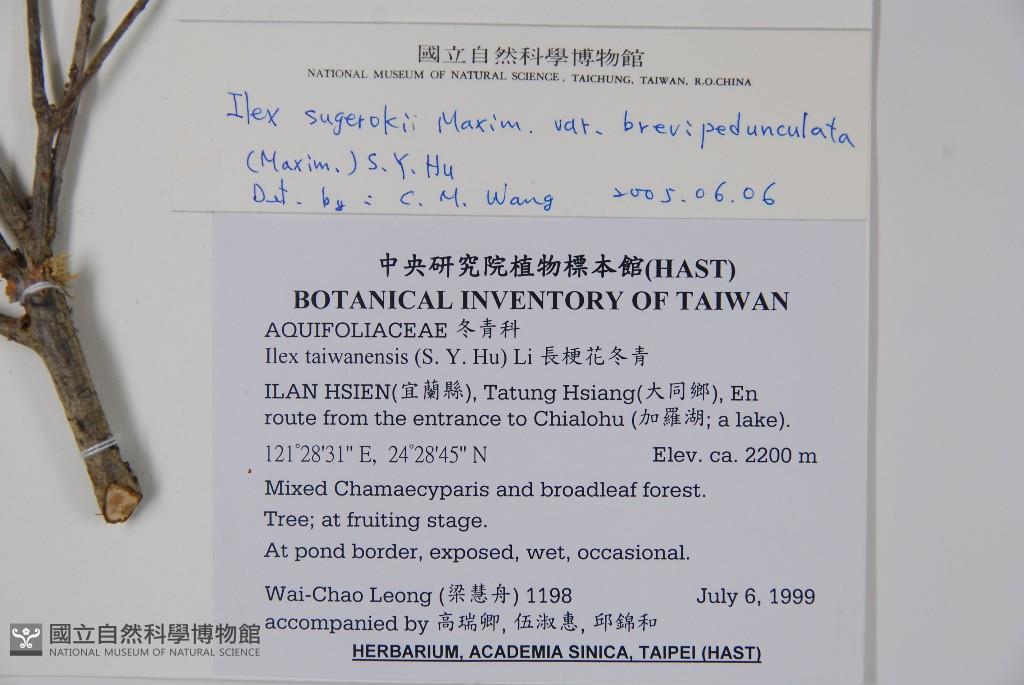 國立自然科學博物館
NATIONAL MUSEUM OF NATURAL SCIENCE, TAICHUNG, TAIWAN, R.O.CHINA
Ilex sugerokii Maxim. var. brevipedunculata
(Maxim.) S. Y. Hu
Det. by : C. M. Wang 2005.06.06
中央研究院植物標本館(HAST)
BOTANICAL INVENTORY OF TAIWAN
AQUIFOLIACEAE 冬青科
Ilex taiwanensis (S. Y. Hu) Li 長梗花冬青
ILAN HSIEN(宜蘭縣), Tatung Hsiang(大同鄉), En
route from the entrance to Chialohu (加羅湖; a lake).
121°28'31" E, 24°28'45" N Elev. ca. 2200 m
Mixed Chamaecyparis and broadleaf forest.
Tree; at fruiting stage.
At pond border, exposed, wet, occasional.
Wai-Chao Leong (梁慧舟) 1198 July 6, 1999
accompanied by 高瑞卿, 伍淑惠, 邱錦和
HERBARIUM, ACADEMIA SINICA, TAIPEI (HAST)
國立自然科學博物館
NATIONAL MUSEUM OF NATURAL SCIENCE